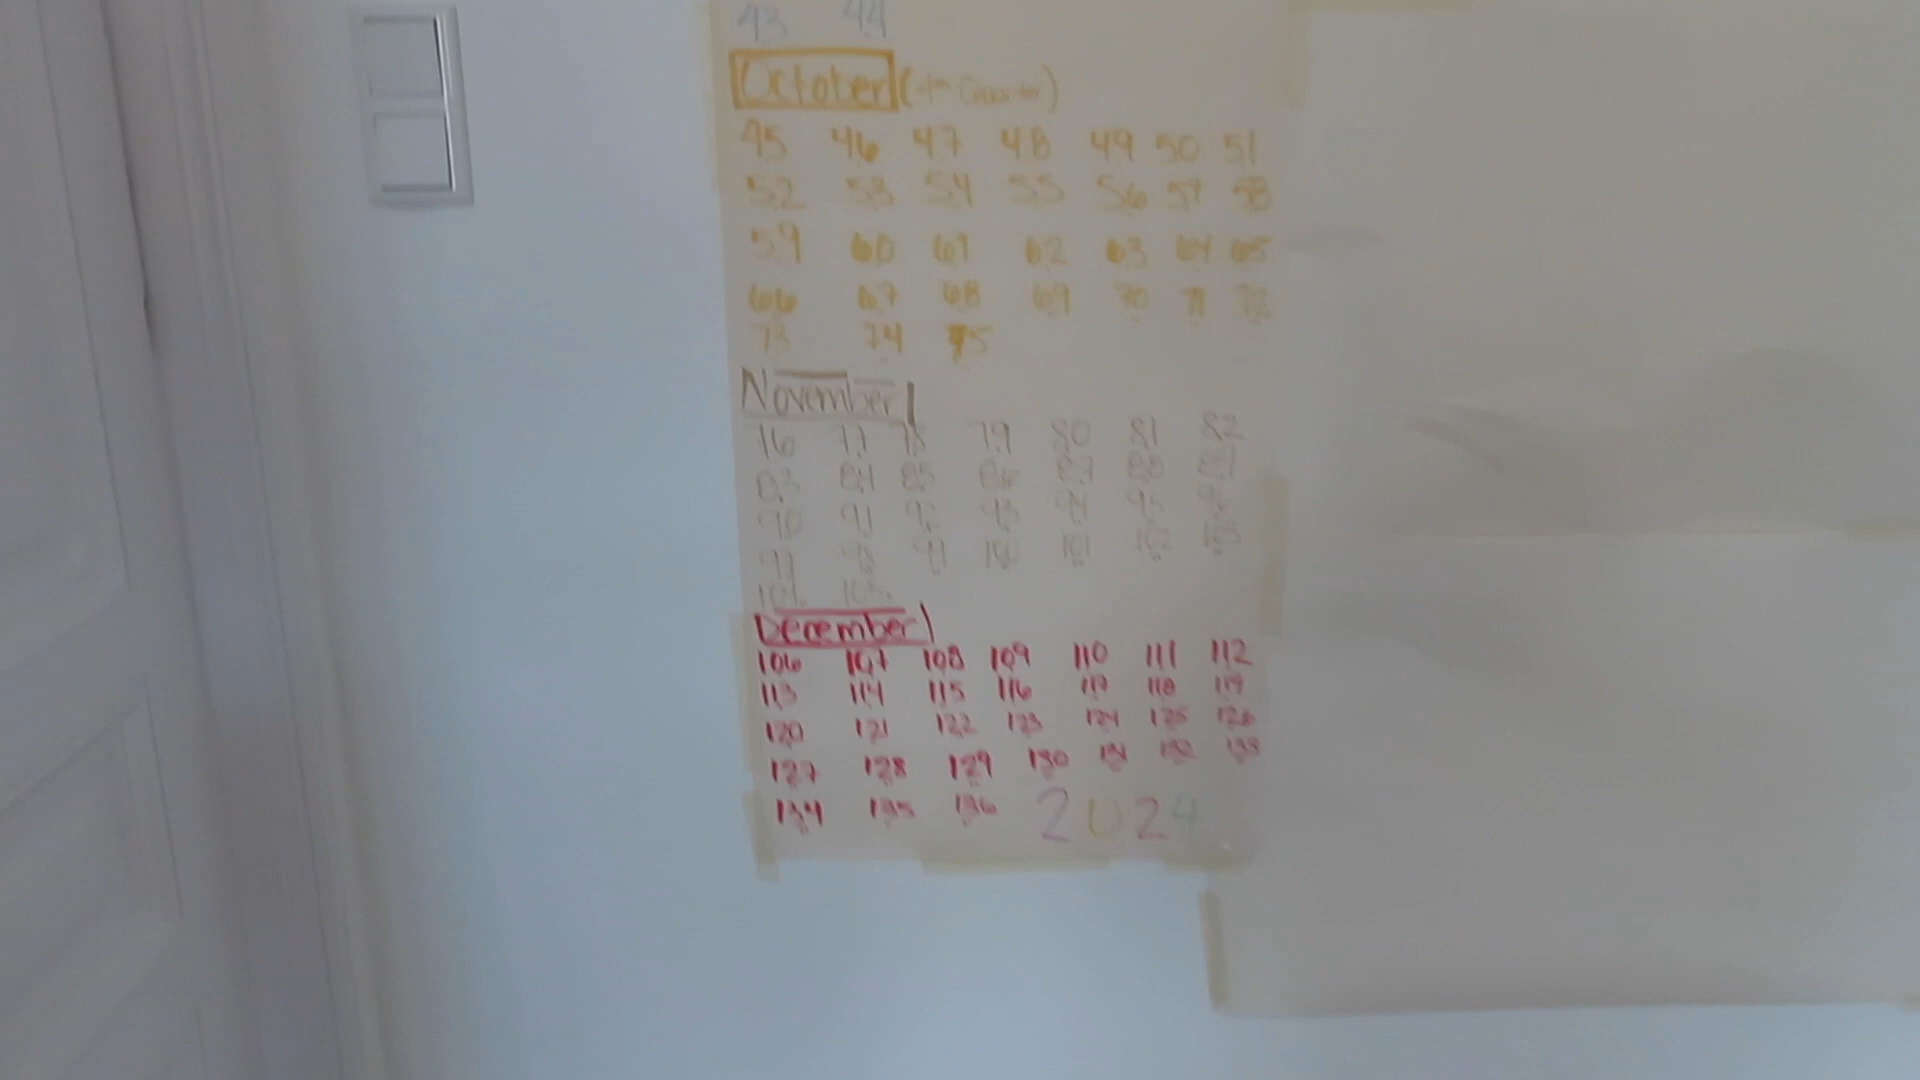 43 44
October (4th Quarter)
45 46 47 48 49 50 51
52 53 54 55 56 57 58
59 60 61 62 63 64 65
66 67 68 69 70 71 72
73 74 75
November
76 77 78 79 80 81 82
83 84 85 86 87 88 89
90 91 92 93 94 95 96
97 98 99 100 101 102 103
104 105
December
106 107 108 109 110 111 112
113 114 115 116 117 118 119
120 121 122 123 124 125 126
127 128 129 130 131 132 133
134 135 136 2024